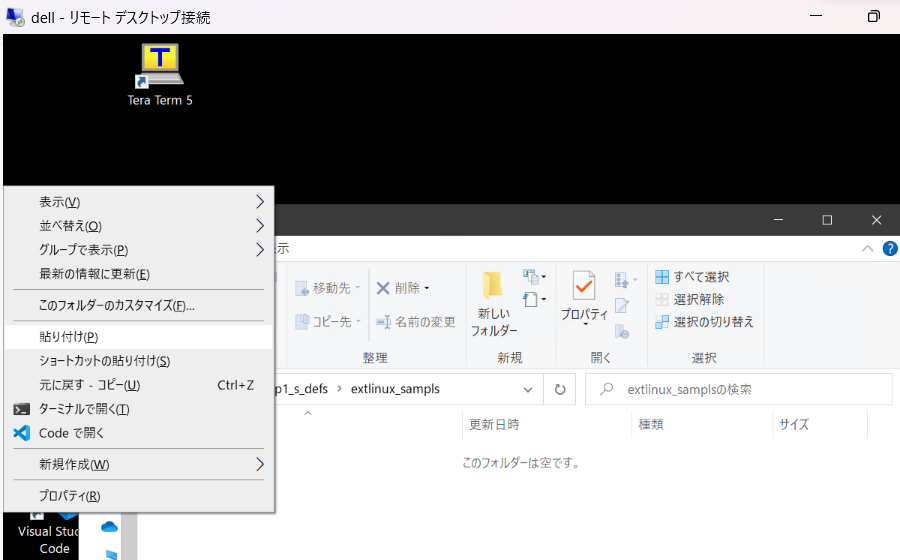 dell - リモート デスクトップ接続
T
Tera Term 5
表示(V)
並べ替え(O)
グループで表示(P)
最新の情報に更新(E)
このフォルダーのカスタマイズ(F)...
貼り付け(P)
ショートカットの貼り付け(S)
元に戻す - コピー(U) Ctrl+Z
ターミナルで開く(T)
Code で開く
新規作成(W)
プロパティ(R)
示
移動先
コピー先
削除
名前の変更
整理
新しい
フォルダー
新規
プロパティ
開く
すべて選択
選択解除
選択の切り替え
選択
p1_s_defs > extlinux_sampls
extlinux_samplsの検索
更新日時 種類 サイズ
このフォルダーは空です。
Visual Stu
Code